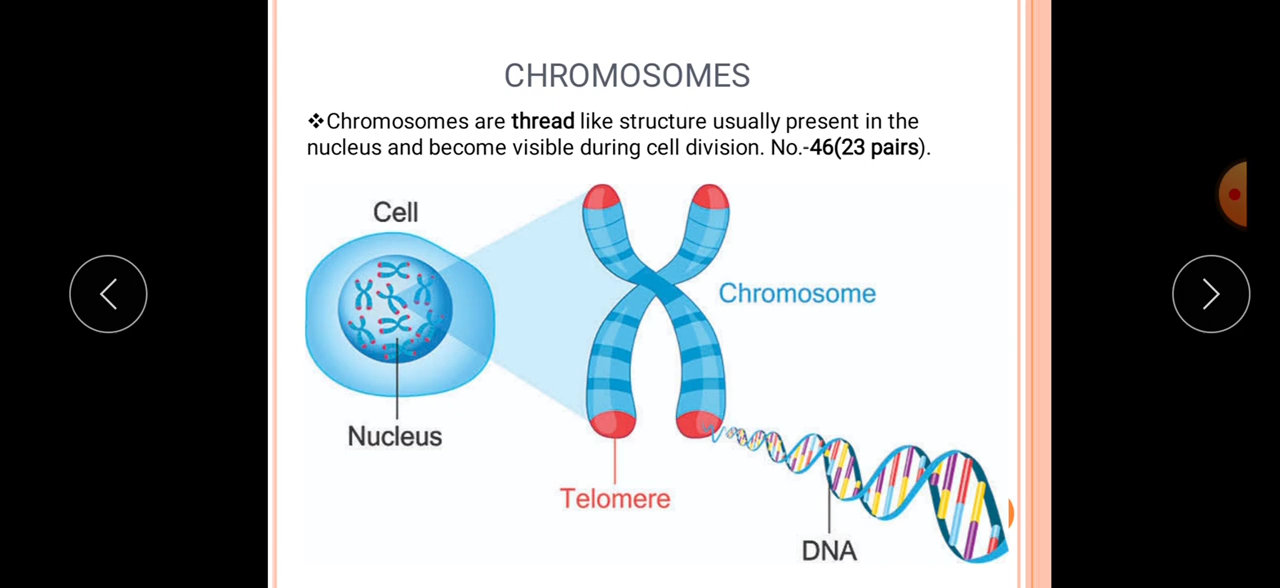 CHROMOSOMES
❖Chromosomes are thread like structure usually present in the
nucleus and become visible during cell division. No.-46(23 pairs).
Cell
Chromosome
Nucleus
Telomere
DNA